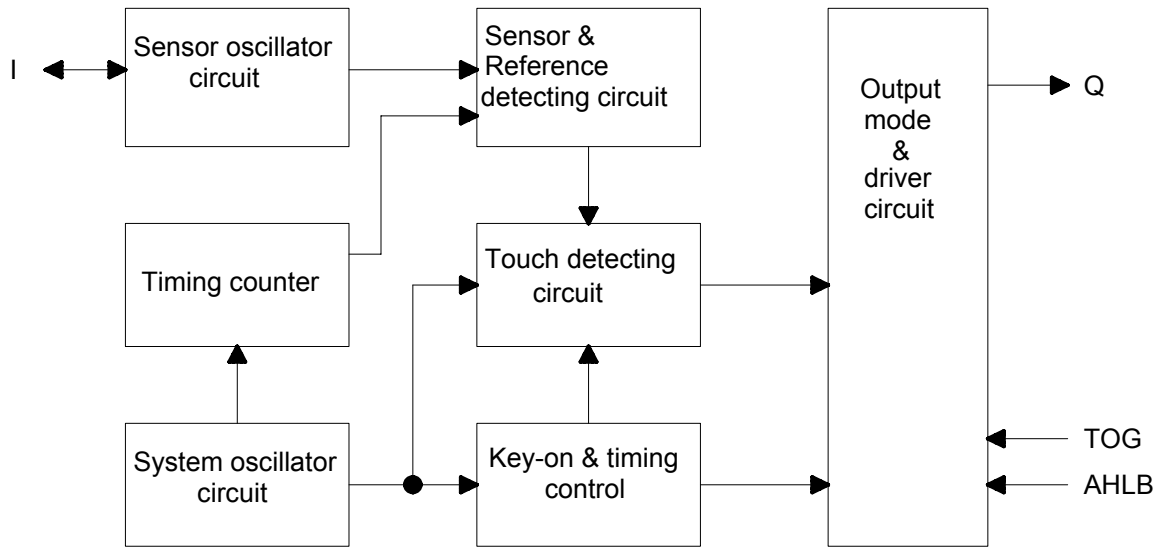 I
Sensor oscillator
circuit
Sensor &
Reference
detecting circuit
Output
mode
&
driver
circuit
Q
Timing counter
Touch detecting
circuit
System oscillator
circuit
Key-on & timing
control
TOG
AHLB